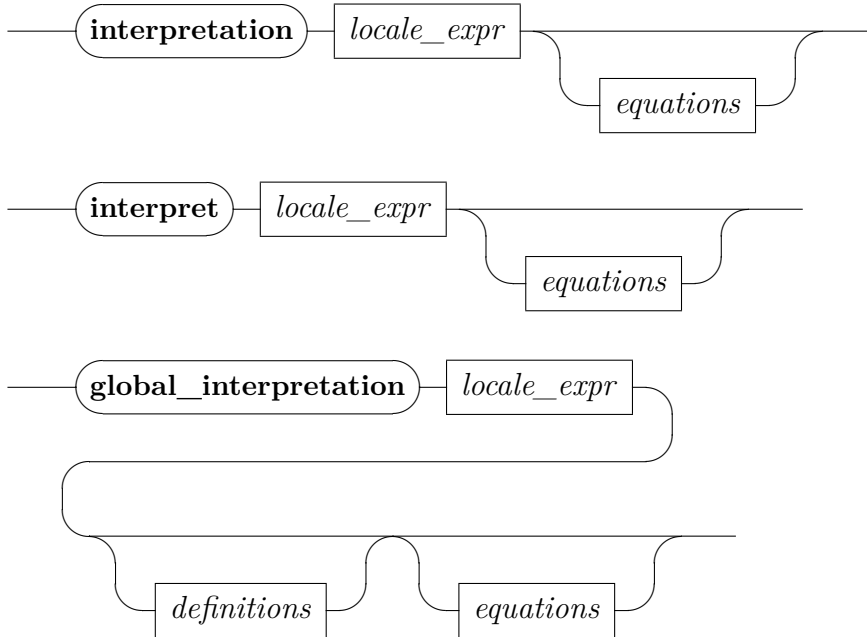 interpretation locale_expr
equations
interpret locale_expr
equations
global_interpretation locale_expr
definitions equations